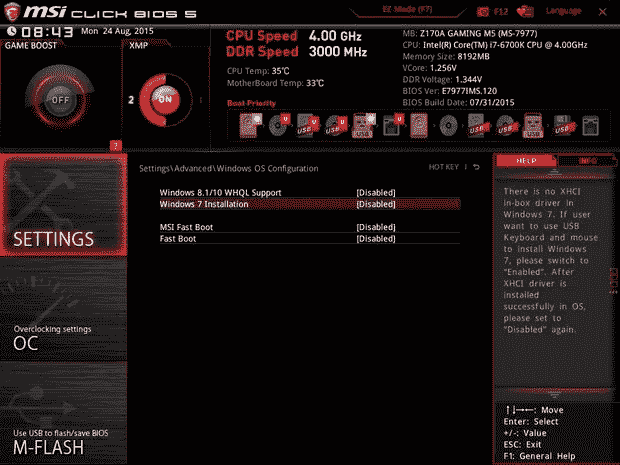 msi CLICK BIOS 5
EZ Mode (F7)
F12
Language
X
08:43 Mon 24 Aug, 2015
GAME BOOST
XMP
OFF
2 ON 1
CPU Speed 4.00 GHz
DDR Speed 3000 MHz
CPU Temp: 35℃
MotherBoard Temp: 33℃
MB: Z170A GAMING M5 (MS-7977)
CPU: Intel(R) Core(TM) i7-6700K CPU @ 4.00GHz
Memory Size: 8192MB
VCore: 1.256V
DDR Voltage: 1.344V
BIOS Ver: E7977IMS.120
BIOS Build Date: 07/31/2015
Boot Priority
U USB U USB U USB U USB USB USB
?
Settings\Advanced\Windows OS Configuration
HOT KEY
HELP
INFO
Windows 8.1/10 WHQL Support [Disabled]
Windows 7 Installation [Disabled]
MSI Fast Boot [Disabled]
Fast Boot [Disabled]
There is no XHCI
in-box driver in
Windows 7. If user
want to use USB
Keyboard and mouse
to install Windows
7, please switch to
"Enabled". After
XHCI driver is
installed
successfully in OS,
please set to
"Disabled" again.
SETTINGS
Overclocking settings
OC
Use USB to flash/save BIOS
M-FLASH
↑↓→←: Move
Enter: Select
+/-: Value
ESC: Exit
F1: General Help